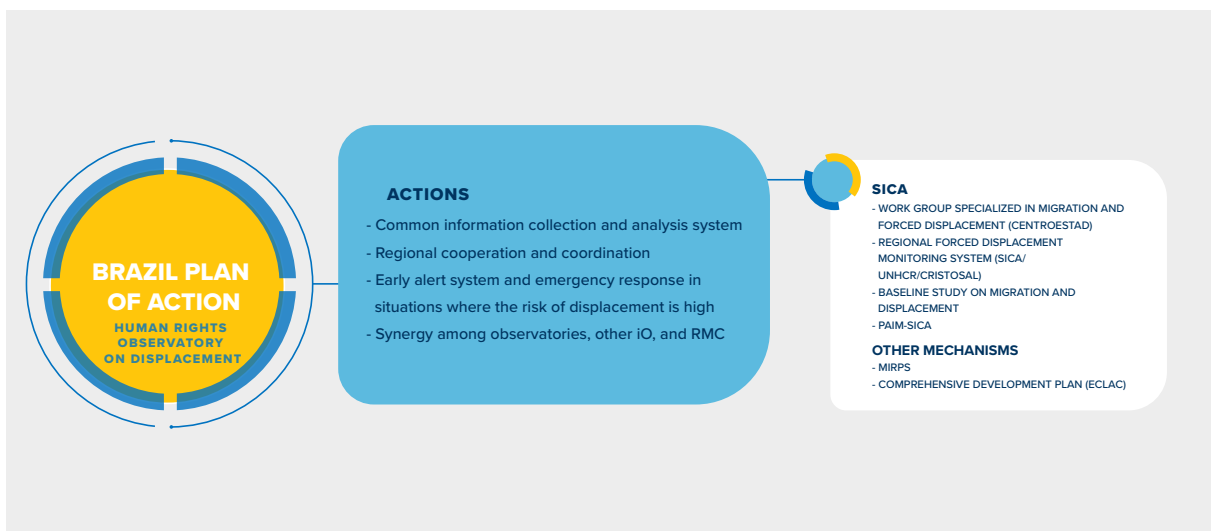 BRAZIL PLAN
OF ACTION
HUMAN RIGHTS
OBSERVATORY
ON DISPLACEMENT
ACTIONS
- Common information collection and analysis system
- Regional cooperation and coordination
- Early alert system and emergency response in
situations where the risk of displacement is high
- Synergy among observatories, other iO, and RMC
SICA
- WORK GROUP SPECIALIZED IN MIGRATION AND
FORCED DISPLACEMENT (CENTROESTAD)
- REGIONAL FORCED DISPLACEMENT
MONITORING SYSTEM (SICA/
UNHCR/CRISTOSAL)
- BASELINE STUDY ON MIGRATION AND
DISPLACEMENT
- PAIM-SICA
OTHER MECHANISMS
- MIRPS
- COMPREHENSIVE DEVELOPMENT PLAN (ECLAC)